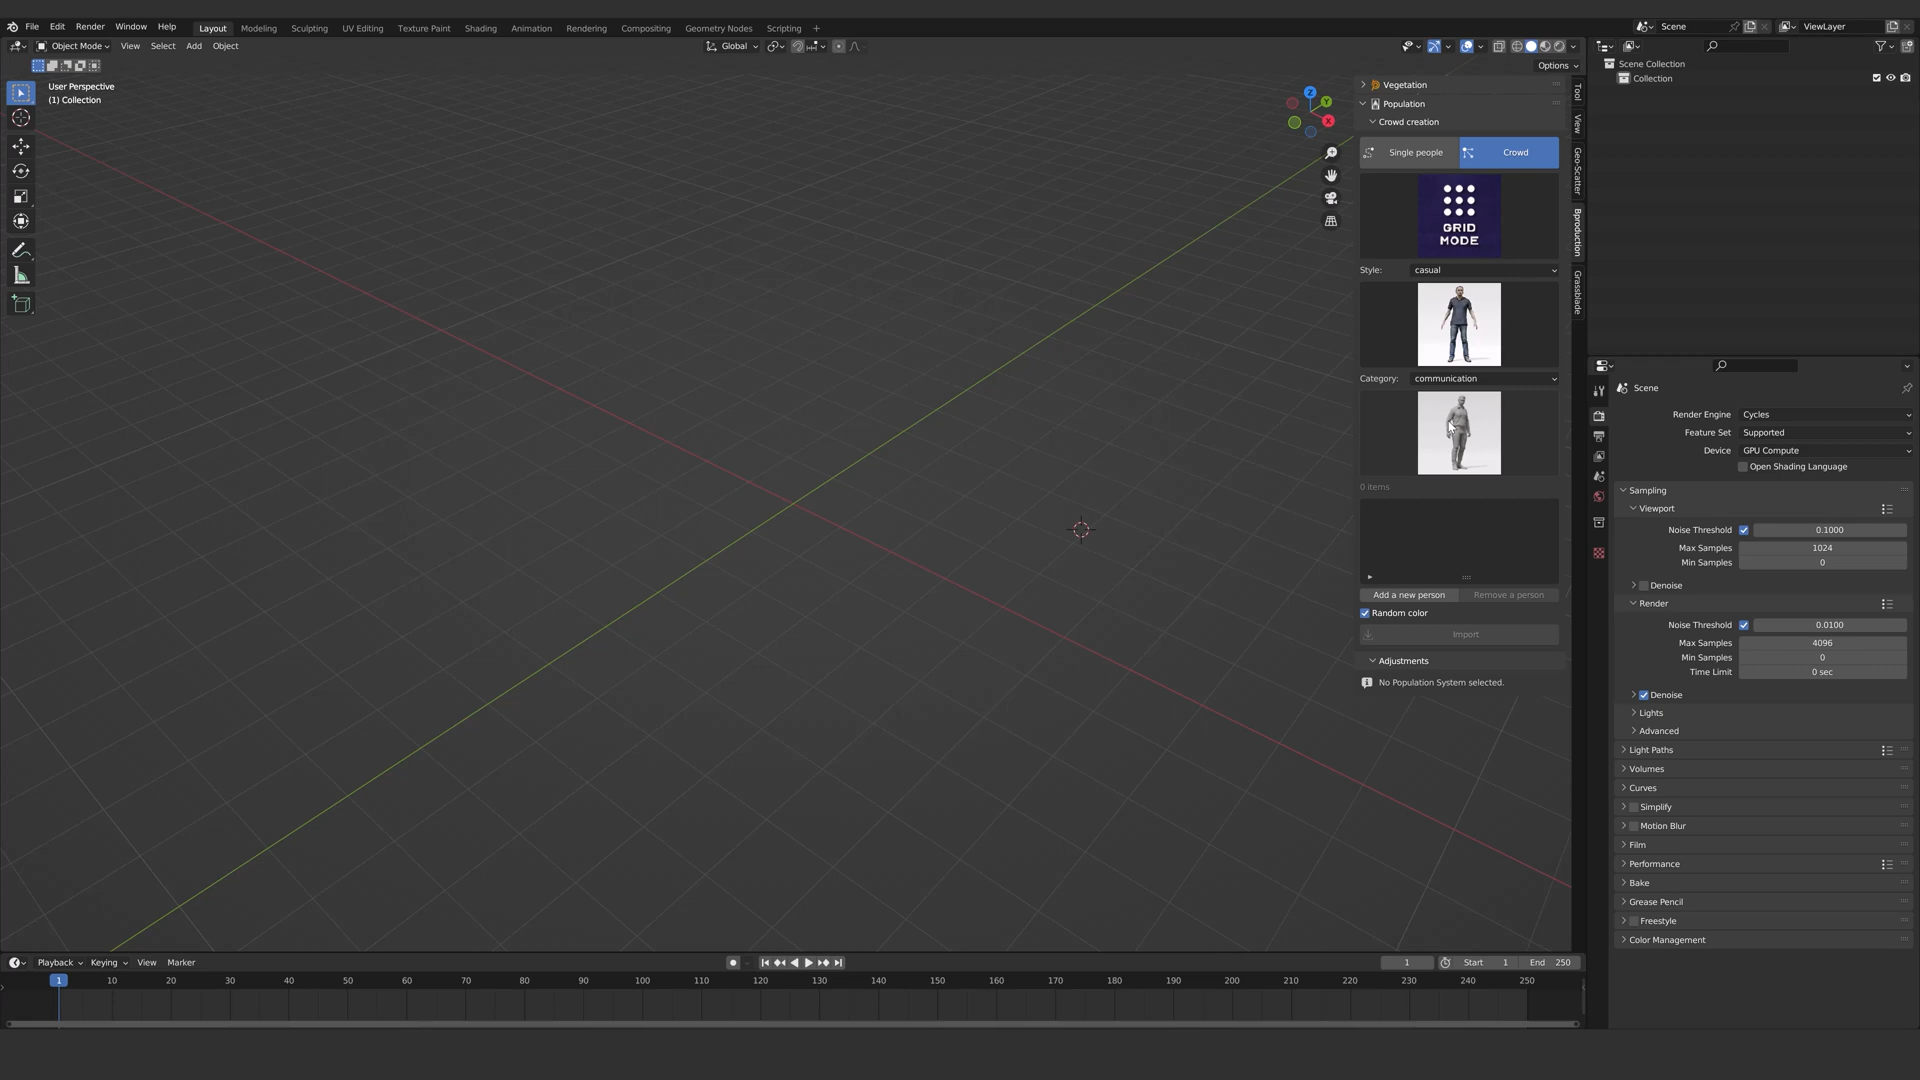 File Edit Render Window Help Layout Modeling Sculpting UV Editing Texture Paint Shading Animation Rendering Compositing Geometry Nodes Scripting + Scene ViewLayer
Object Mode View Select Add Object Global
Options
User Perspective
(1) Collection
Z
Y
X
Vegetation
Population
Crowd creation
Single people Crowd
GRID
MODE
Style: casual
Category: communication
0 items
Add a new person Remove a person
Random color
Import
Adjustments
No Population System selected.
Tool
View
Geo-Scatter
Bproduction
Grassblade
Scene Collection
Collection
Scene
Render Engine Cycles
Feature Set Supported
Device GPU Compute
Open Shading Language
Sampling
Viewport
Noise Threshold 0.1000
Max Samples 1024
Min Samples 0
Denoise
Render
Noise Threshold 0.0100
Max Samples 4096
Min Samples 0
Time Limit 0 sec
Denoise
Lights
Advanced
Light Paths
Volumes
Curves
Simplify
Motion Blur
Film
Performance
Bake
Grease Pencil
Freestyle
Color Management
Playback Keying View Marker 1 Start 1 End 250
1 10 20 30 40 50 60 70 80 90 100 110 120 130 140 150 160 170 180 190 200 210 220 230 240 250